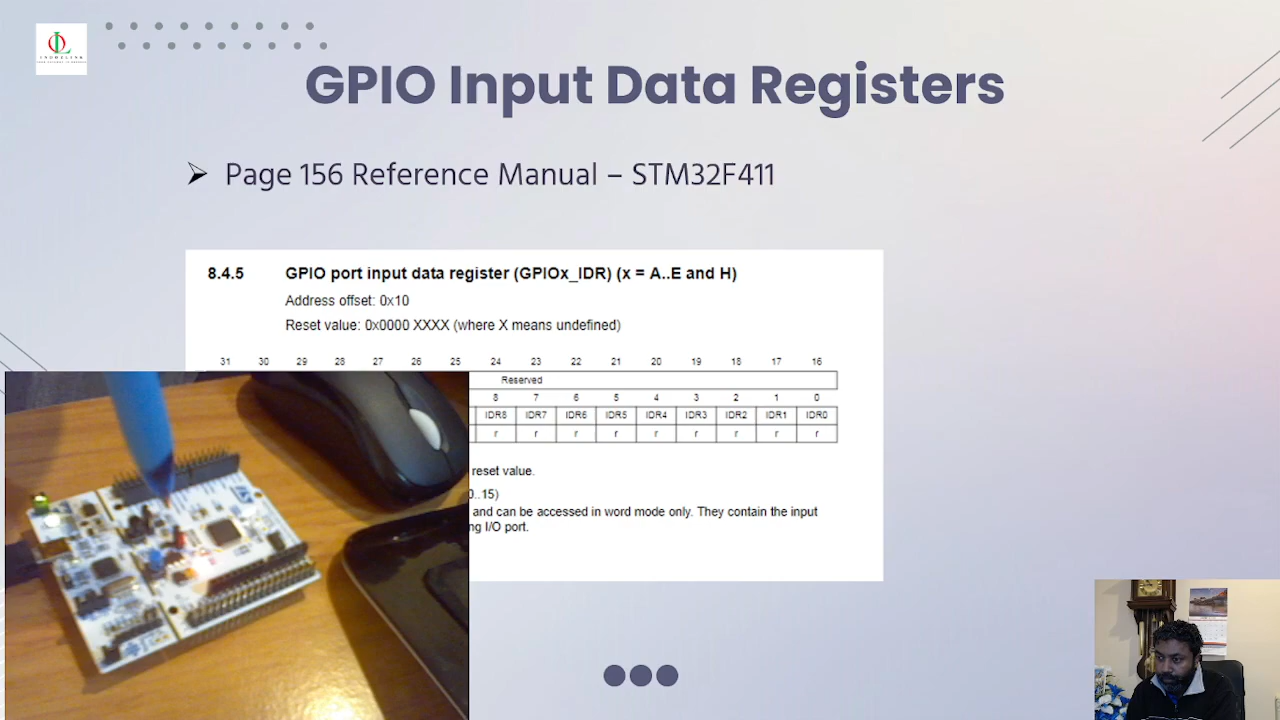 INDOELINK
GPIO Input Data Registers
➢ Page 156 Reference Manual – STM32F411
8.4.5 GPIO port input data register (GPIOx_IDR) (x = A..E and H)
Address offset: 0x10
Reset value: 0x0000 XXXX (where X means undefined)
31 30 29 28 27 26 25 24 23 22 21 20 19 18 17 16
Reserved
8 7 6 5 4 3 2 1 0
IDR8 IDR7 IDR6 IDR5 IDR4 IDR3 IDR2 IDR1 IDR0
r r r r r r r r r
reset value.
0..15)
and can be accessed in word mode only. They contain the input
ng I/O port.